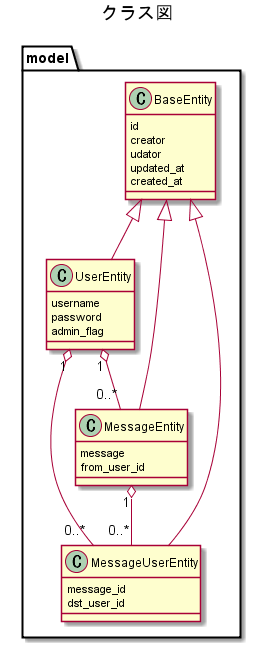 クラス図
model
C BaseEntity
id
creator
udator
updated_at
created_at
C UserEntity
username
password
admin_flag
1
1
0..*
C MessageEntity
message
from_user_id
1
0..*
0..*
C MessageUserEntity
message_id
dst_user_id